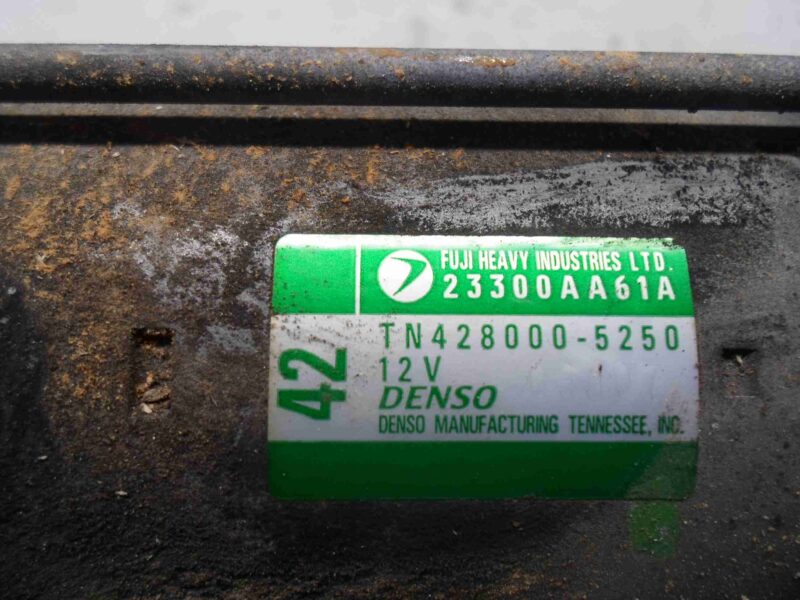 FUJI HEAVY INDUSTRIES LTD.
23300AA61A
42
TN428000-5250
12V
DENSO
DENSO MANUFACTURING TENNESSEE, INC.